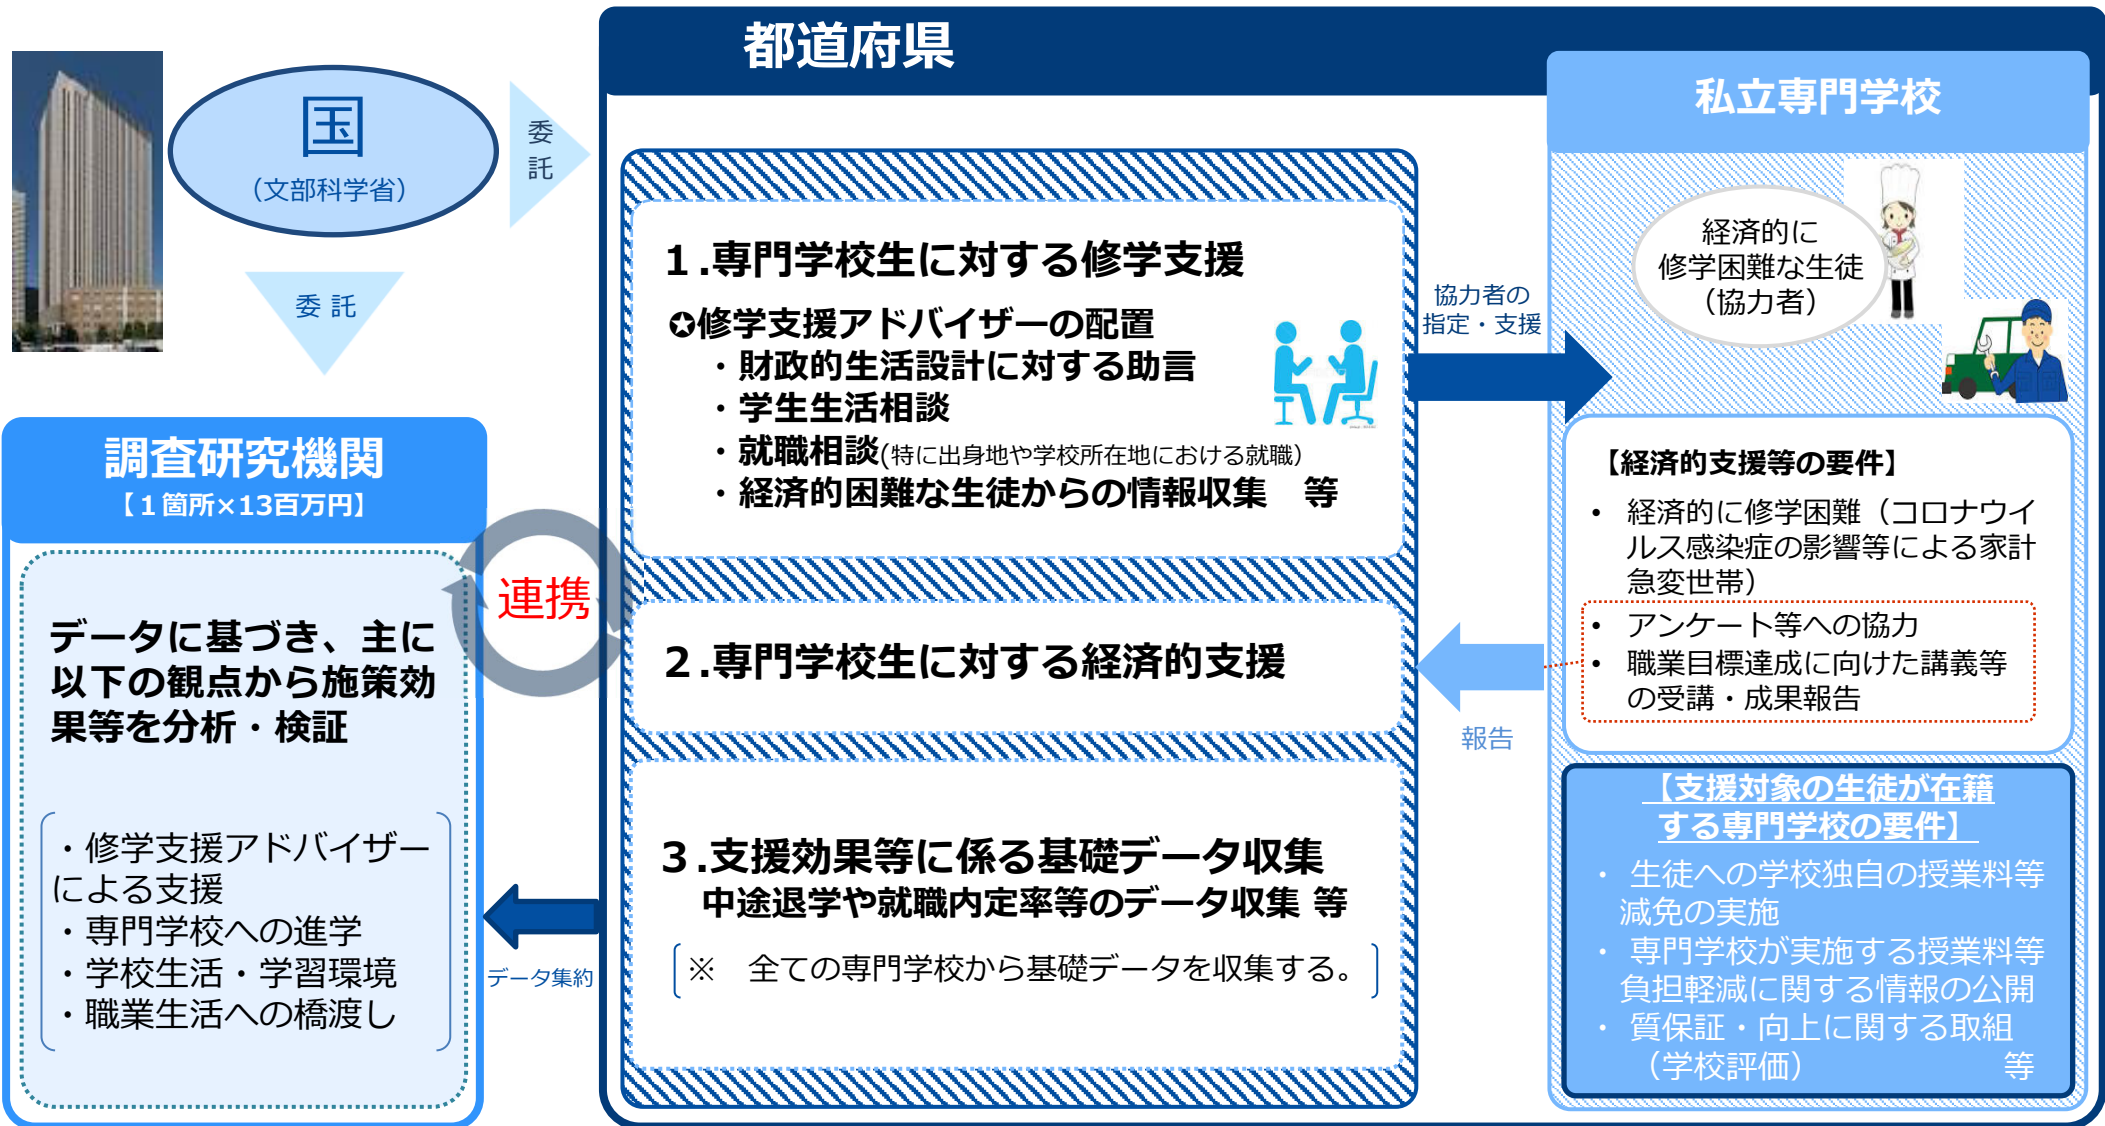 都道府県
国
（文部科学省）
委
託
委 託
調査研究機関
【１箇所×13百万円】
データに基づき、主に
以下の観点から施策効
果等を分析・検証
・修学支援アドバイザー
による支援
・専門学校への進学
・学校生活・学習環境
・職業生活への橋渡し
連携
データ集約
１.専門学校生に対する修学支援
✪修学支援アドバイザーの配置
・財政的生活設計に対する助言
・学生生活相談
・就職相談(特に出身地や学校所在地における就職)
・経済的困難な生徒からの情報収集　等
２.専門学校生に対する経済的支援
３.支援効果等に係る基礎データ収集
中途退学や就職内定率等のデータ収集 等
※　全ての専門学校から基礎データを収集する。
協力者の
指定・支援
報告
私立専門学校
経済的に
修学困難な生徒
（協力者）
【経済的支援等の要件】
• 経済的に修学困難（コロナウイ
ルス感染症の影響等による家計
急変世帯）
• アンケート等への協力
• 職業目標達成に向けた講義等
の受講・成果報告
【支援対象の生徒が在籍
する専門学校の要件】
・ 生徒への学校独自の授業料等
減免の実施
・ 専門学校が実施する授業料等
負担軽減に関する情報の公開
・ 質保証・向上に関する取組
（学校評価）　等